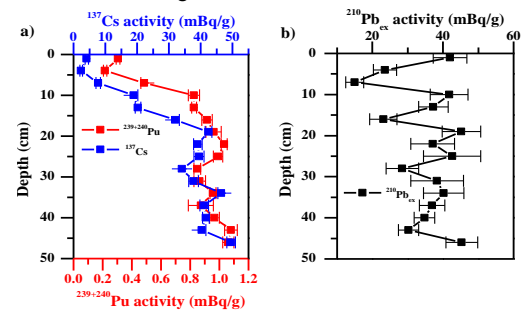 ¹³⁷Cs activity (mBq/g)
a)
0 10 20 30 40 50
0
10
20
30
40
50
Depth (cm)
²³⁹⁺²⁴⁰Pu
¹³⁷Cs
0.0 0.2 0.4 0.6 0.8 1.0 1.2
²³⁹⁺²⁴⁰Pu activity (mBq/g)
²¹⁰Pbₑₓ activity (mBq/g)
b)
20 40 60
0
10
20
30
40
50
Depth (cm)
²¹⁰Pbₑₓ